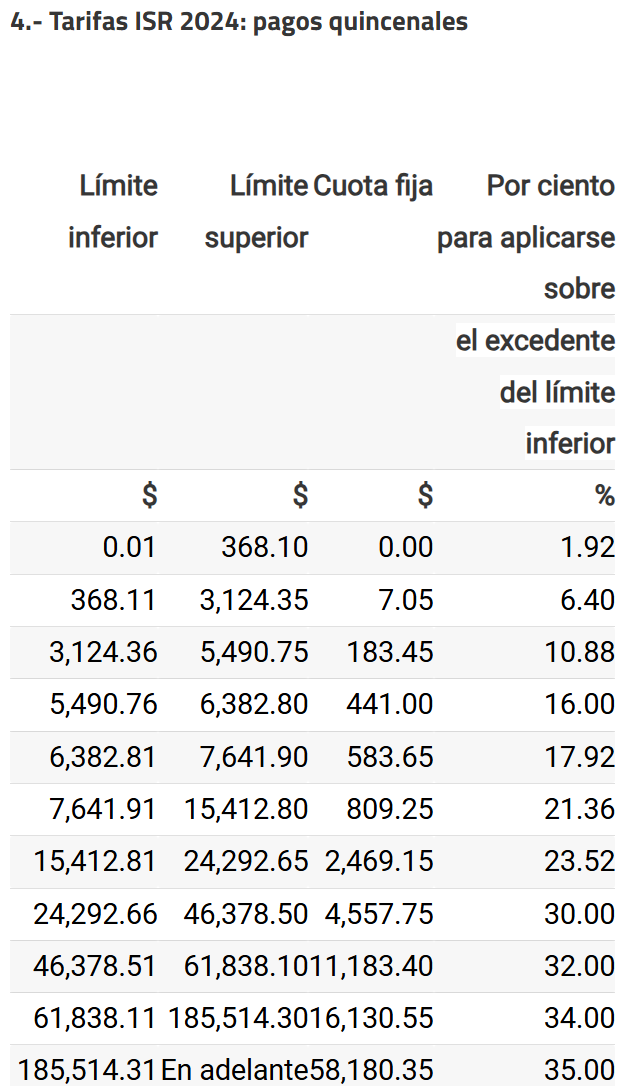 4.- Tarifas ISR 2024: pagos quincenales
Límite Límite Cuota fija Por ciento
inferior superior para aplicarse
sobre
el excedente
del límite
inferior
$ $ $ %
0.01 368.10 0.00 1.92
368.11 3,124.35 7.05 6.40
3,124.36 5,490.75 183.45 10.88
5,490.76 6,382.80 441.00 16.00
6,382.81 7,641.90 583.65 17.92
7,641.91 15,412.80 809.25 21.36
15,412.81 24,292.65 2,469.15 23.52
24,292.66 46,378.50 4,557.75 30.00
46,378.51 61,838.10 11,183.40 32.00
61,838.11 185,514.30 16,130.55 34.00
185,514.31 En adelante 58,180.35 35.00